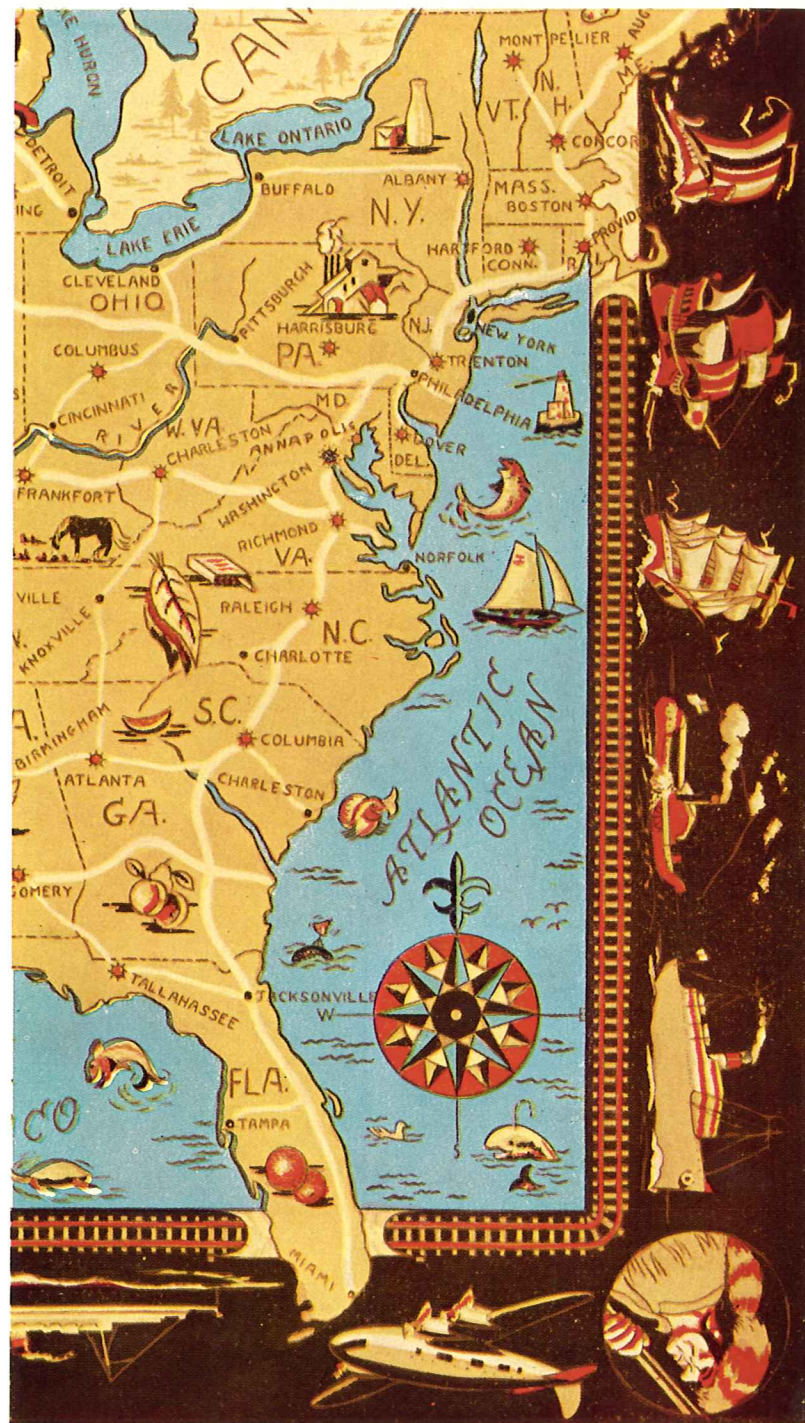 CAN
LAKE HURON
MONTPELIER
AUG
N.
H.
M E.
VT.
LAKE ONTARIO
CONCORD
DETROIT
BUFFALO
ALBANY
MASS.
BOSTON
ING
N.Y.
PROVIDENCE
LAKE ERIE
HARTFORD
CONN.
R.I.
CLEVELAND
OHIO
PITTSBURGH
HARRISBURG
N.J.
NEW YORK
COLUMBUS
PA.
TRENTON
PHILADELPHIA
S
CINCINNATI
RIVER
MD.
W. VA.
CHARLESTON
ANNAPOLIS
DOVER
DEL.
FRANKFORT
WASHINGTON
RICHMOND
VA.
NORFOLK
VILLE
RALEIGH
N.C.
KNOXVILLE
CHARLOTTE
A.
S.C.
BIRMINGHAM
COLUMBIA
ATLANTIC
OCEAN
ATLANTA
CHARLESTON
GA.
GOMERY
TALLAHASSEE
JACKSONVILLE
W
E
FLA.
CO
TAMPA
S
MIAMI